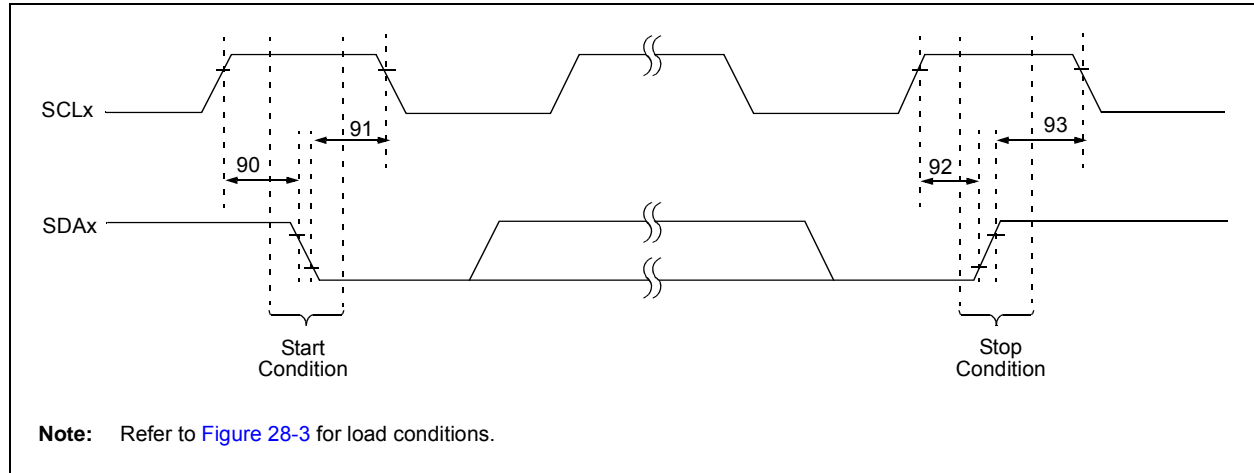 SCLx
91
93
90
92
SDAx
Start
Condition
Stop
Condition
Note: Refer to Figure 28-3 for load conditions.